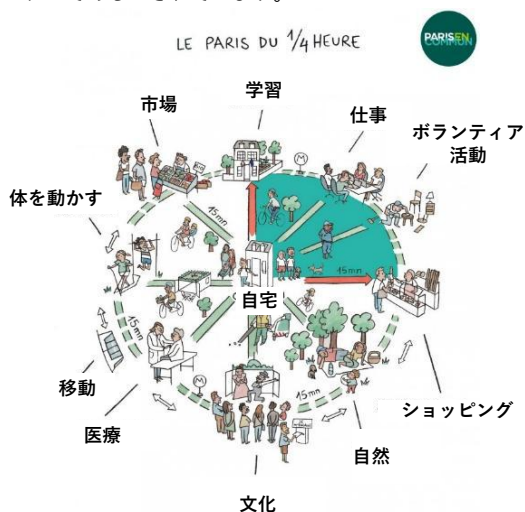 LE PARIS DU 1/4 HEURE
PARISEN
COMMUN
学習
市場
仕事
ボランティア
活動
体を動かす
15mn
15mn
自宅
15mn
15mn
移動
医療
ショッピング
自然
文化
M
M